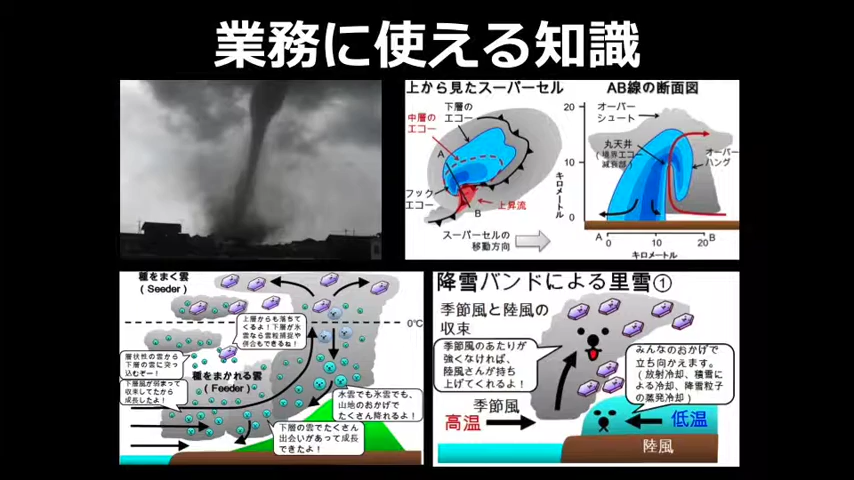 業務に使える知識
上から見たスーパーセル
下層の
エコー
中層の
エコー
A
フック
エコー
B
上昇流
スーパーセルの
移動方向
AB線の断面図
オーバー
シュート
丸天井
(境界エコー
減衰部)
オーバー
ハング
20
10
0
キロメートル
A
0
10
20
B
キロメートル
種をまく雲
(Seeder)
0℃
上層からも落ちて
くるよ!下層が氷
雲なら雲粒捕捉や
併合もできるね!
層状性の雲から
下層の雲に突っ
込むぞー!
種をまかれる雲
(Feeder)
下層風が弱まって
収束してたから
成長したよ!
水雲でも氷雲でも、
山地のおかげで
たくさん降れるよ!
下層の雲でたくさん
出会いがあって成長
できたよ!
降雪バンドによる里雪①
季節風と陸風の
収束
季節風のあたりが
強くなければ、
陸風さんが持ち
上げてくれるよ!
みんなのおかげで
立ち向かえます。
(放射冷却、積雪に
よる冷却、降雪粒子
の蒸発冷却)
季節風
高温
低温
陸風